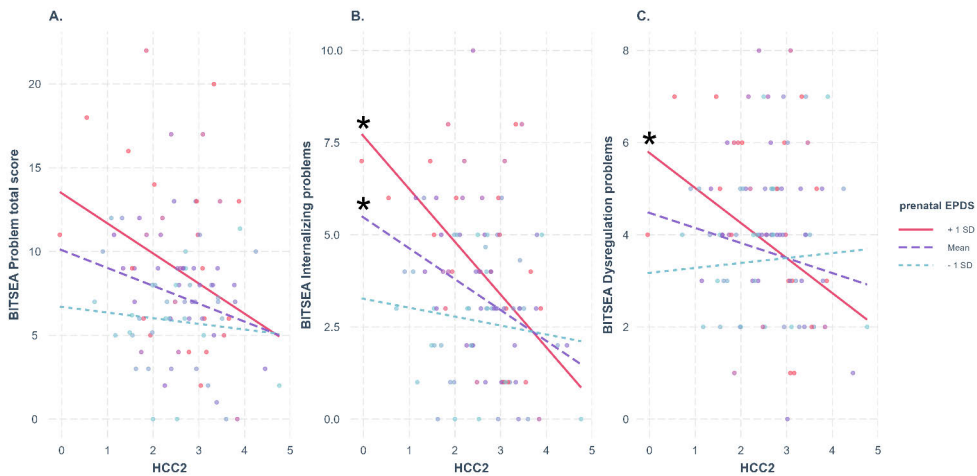 A.
BITSEA Problem total score
20
15
10
5
0
0 1 2 3 4 5
HCC2
B.
BITSEA Internalizing problems
10.0
7.5
5.0
2.5
0.0
*
*
0 1 2 3 4 5
HCC2
C.
BITSEA Dysregulation problems
8
6
4
2
0
*
0 1 2 3 4 5
HCC2
prenatal EPDS
+ 1 SD
Mean
- 1 SD